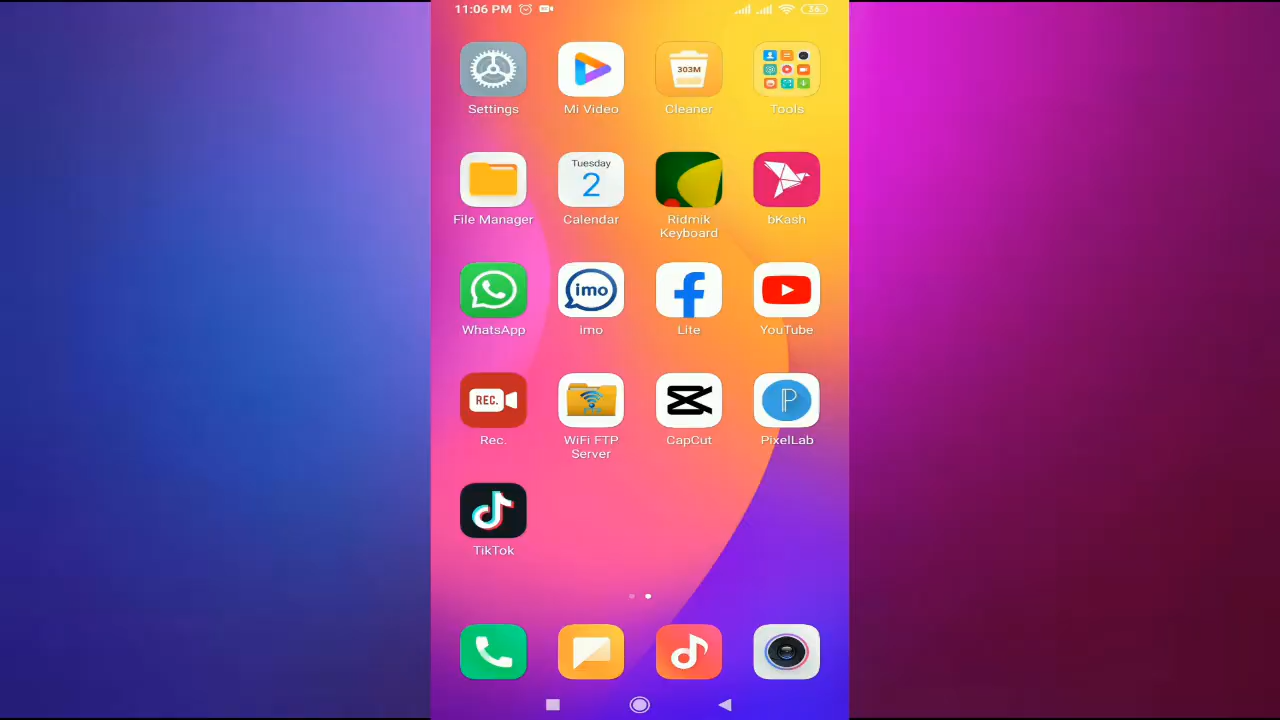 11:06 PM
36
303M
Settings
Mi Video
Cleaner
Tools
Tuesday
2
File Manager
Calendar
Ridmik
Keyboard
bKash
imo
WhatsApp
imo
Lite
YouTube
REC.
P
Rec.
WiFi FTP
Server
CapCut
PixelLab
TikTok